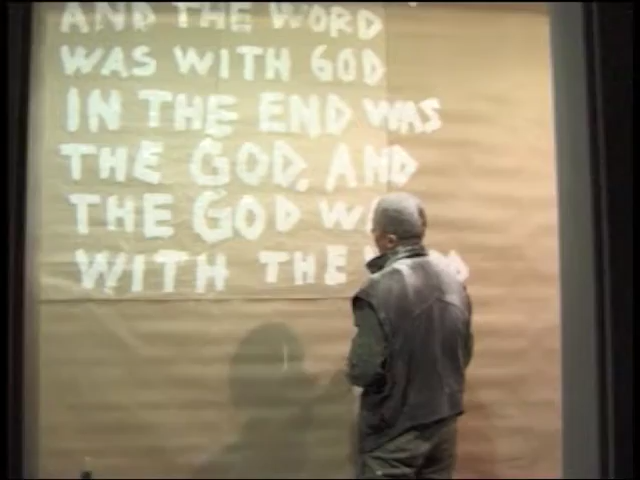 AND THE WORD
WAS WITH GOD
IN THE END WAS
THE GOD, AND
THE GOD
WITH THE